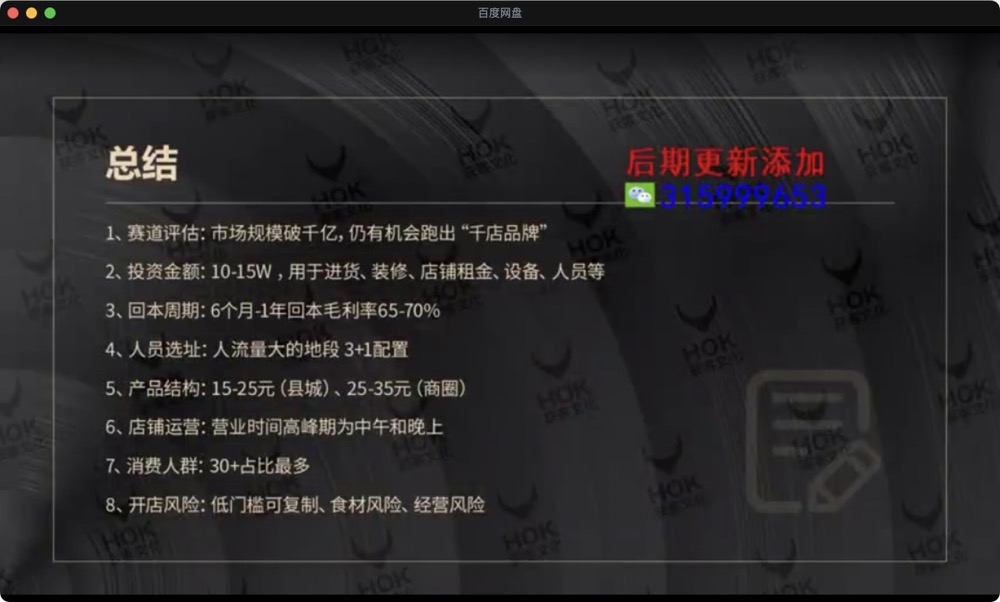 百度网盘
总结
后期更新添加
315999653
1、赛道评估：市场规模破千亿，仍有机会跑出“千店品牌”
2、投资金额：10-15W，用于进货、装修、店铺租金、设备、人员等
3、回本周期：6个月-1年回本毛利率65-70%
4、人员选址：人流量大的地段 3+1配置
5、产品结构：15-25元（县城）、25-35元（商圈）
6、店铺运营：营业时间高峰期为中午和晚上
7、消费人群：30+占比最多
8、开店风险：低门槛可复制、食材风险、经营风险
HOK